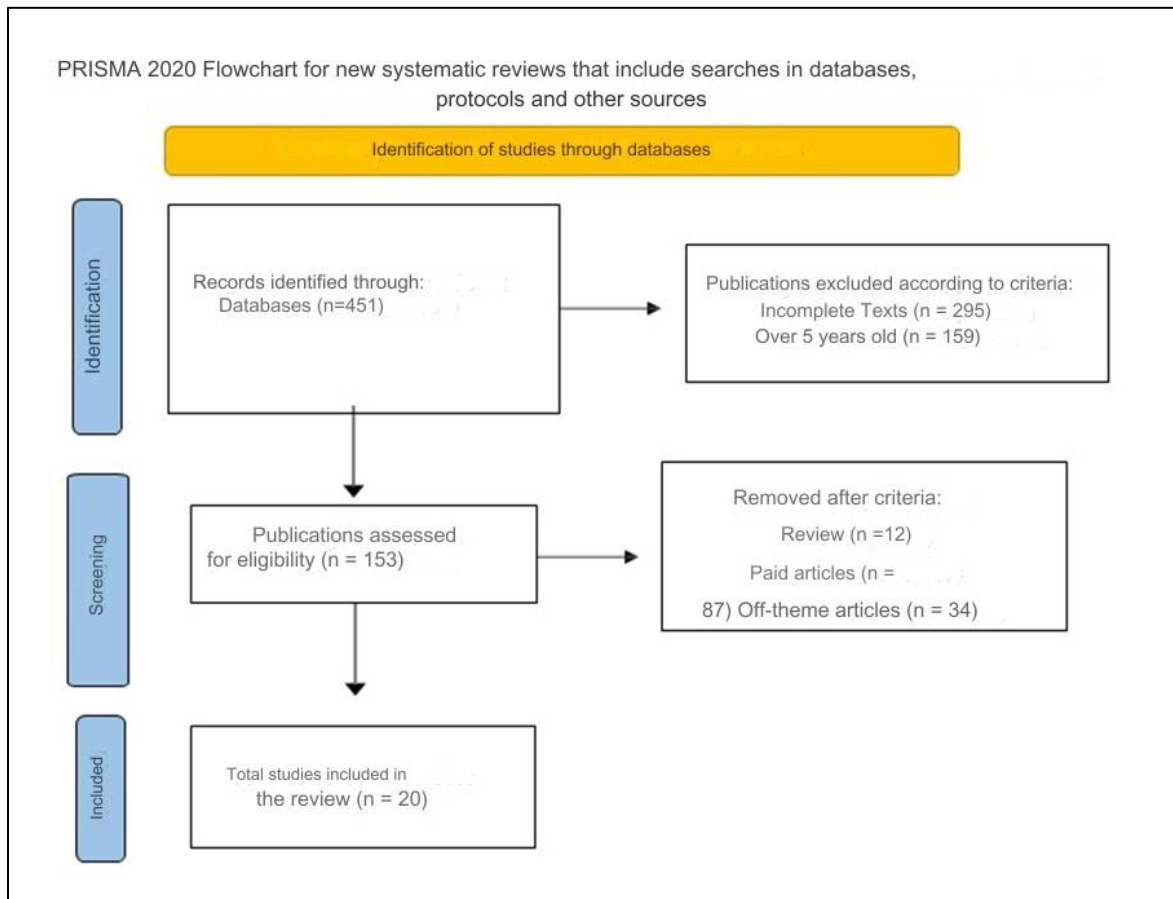 PRISMA 2020 Flowchart for new systematic reviews that include searches in databases,
protocols and other sources
Identification of studies through databases
Identification
Records identified through:
Databases (n=451)
Publications excluded according to criteria:
Incomplete Texts (n = 295)
Over 5 years old (n = 159)
Screening
Publications assessed
for eligibility (n = 153)
Removed after criteria:
Review (n =12)
Paid articles (n =
87) Off-theme articles (n = 34)
Included
Total studies included in
the review (n = 20)